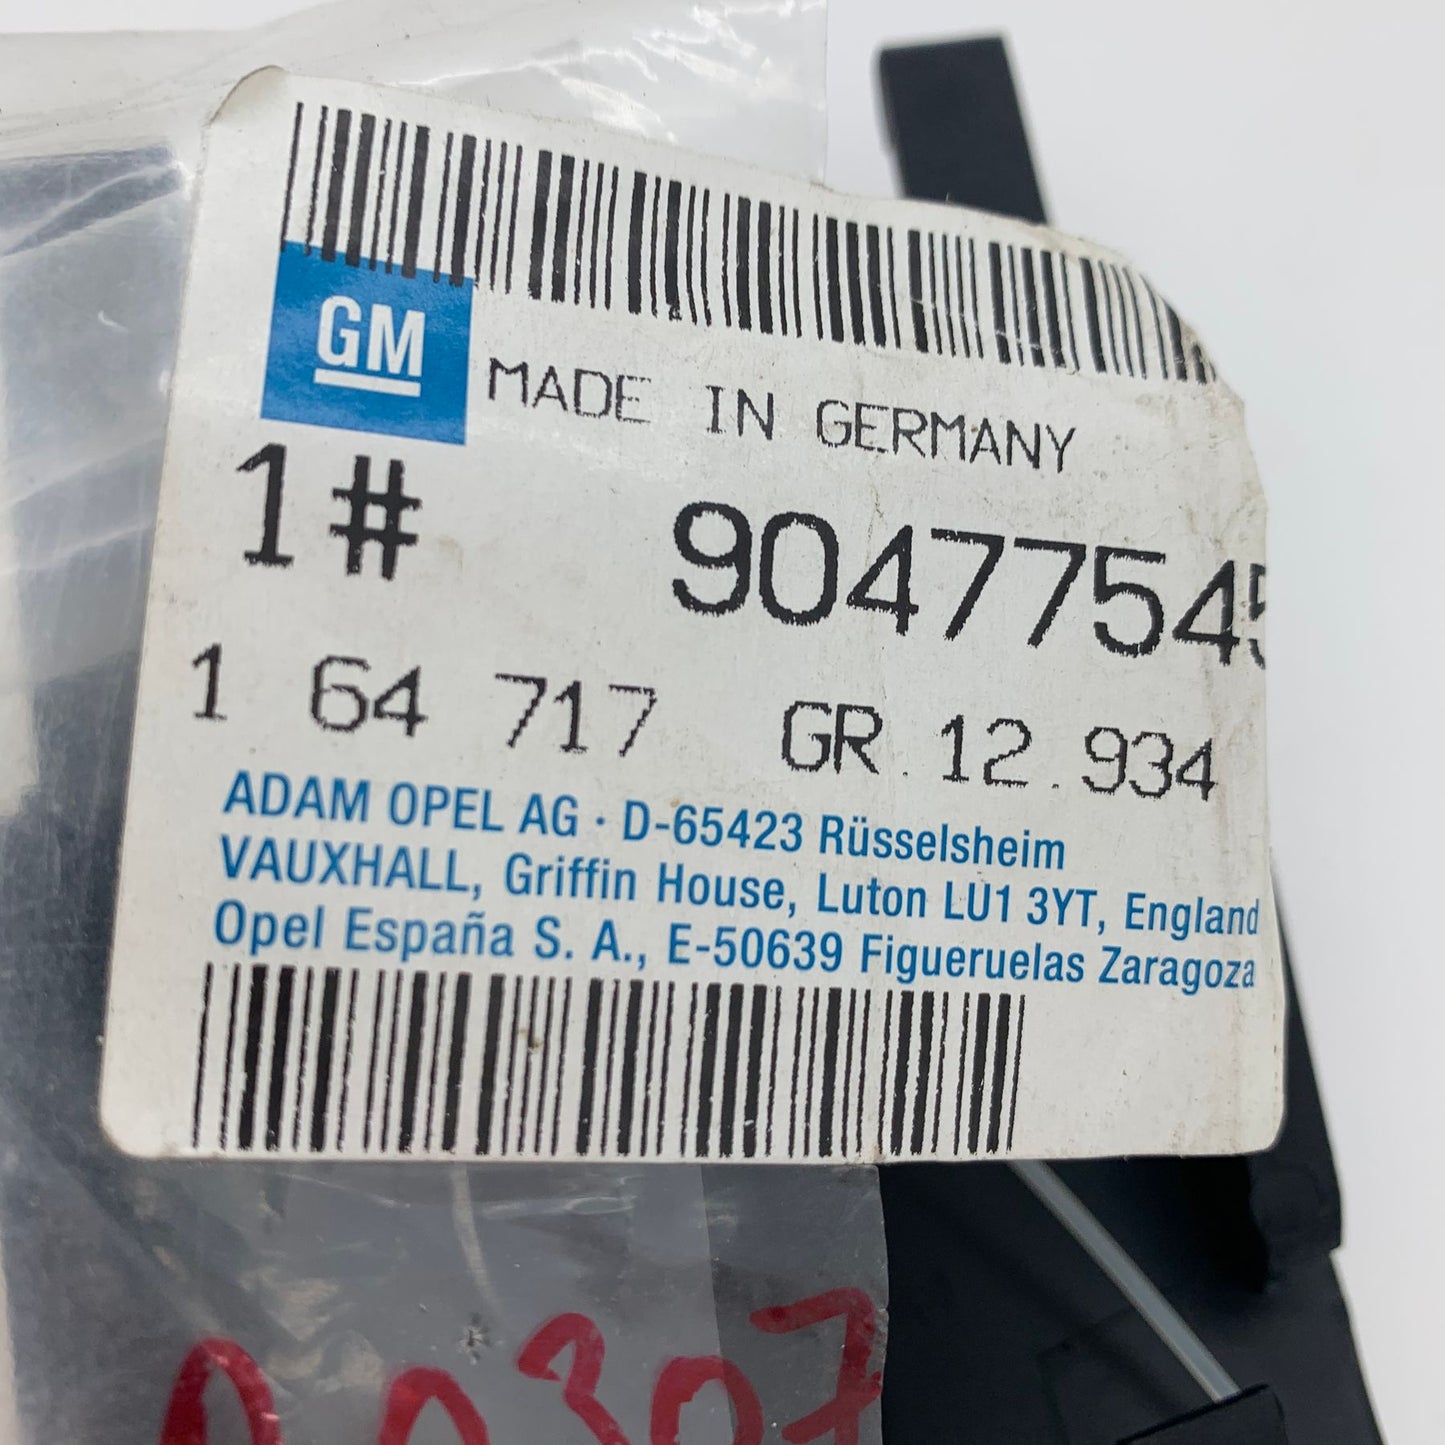 GM
MADE IN GERMANY
1# 9047754
1 64 717 GR.12.934
ADAM OPEL AG · D-65423 Rüsselsheim
VAUXHALL, Griffin House, Luton LU1 3YT, England
Opel España S. A., E-50639 Figueruelas Zaragoza